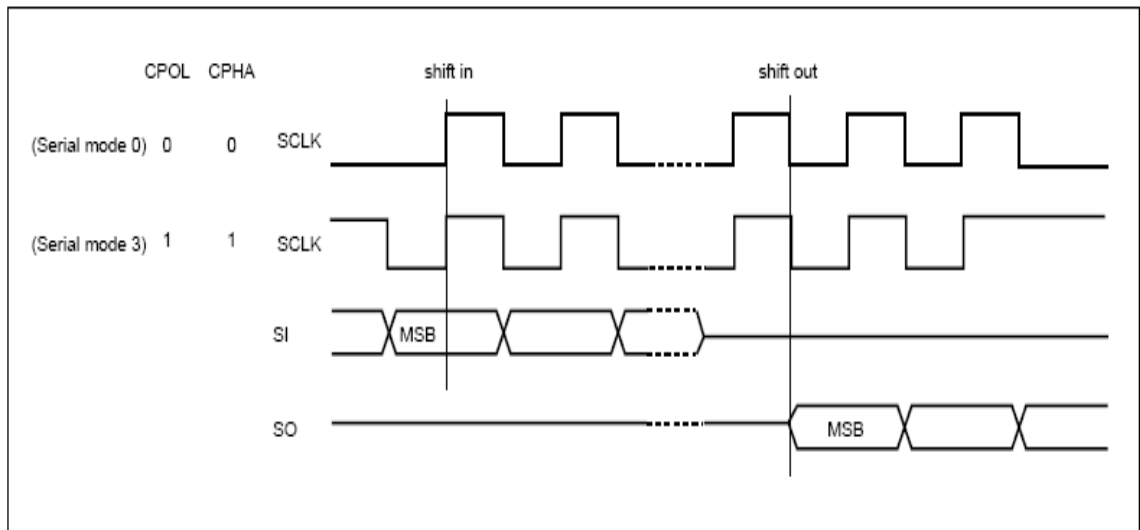 CPOL CPHA shift in shift out
(Serial mode 0) 0 0 SCLK
(Serial mode 3) 1 1 SCLK
SI MSB
SO MSB